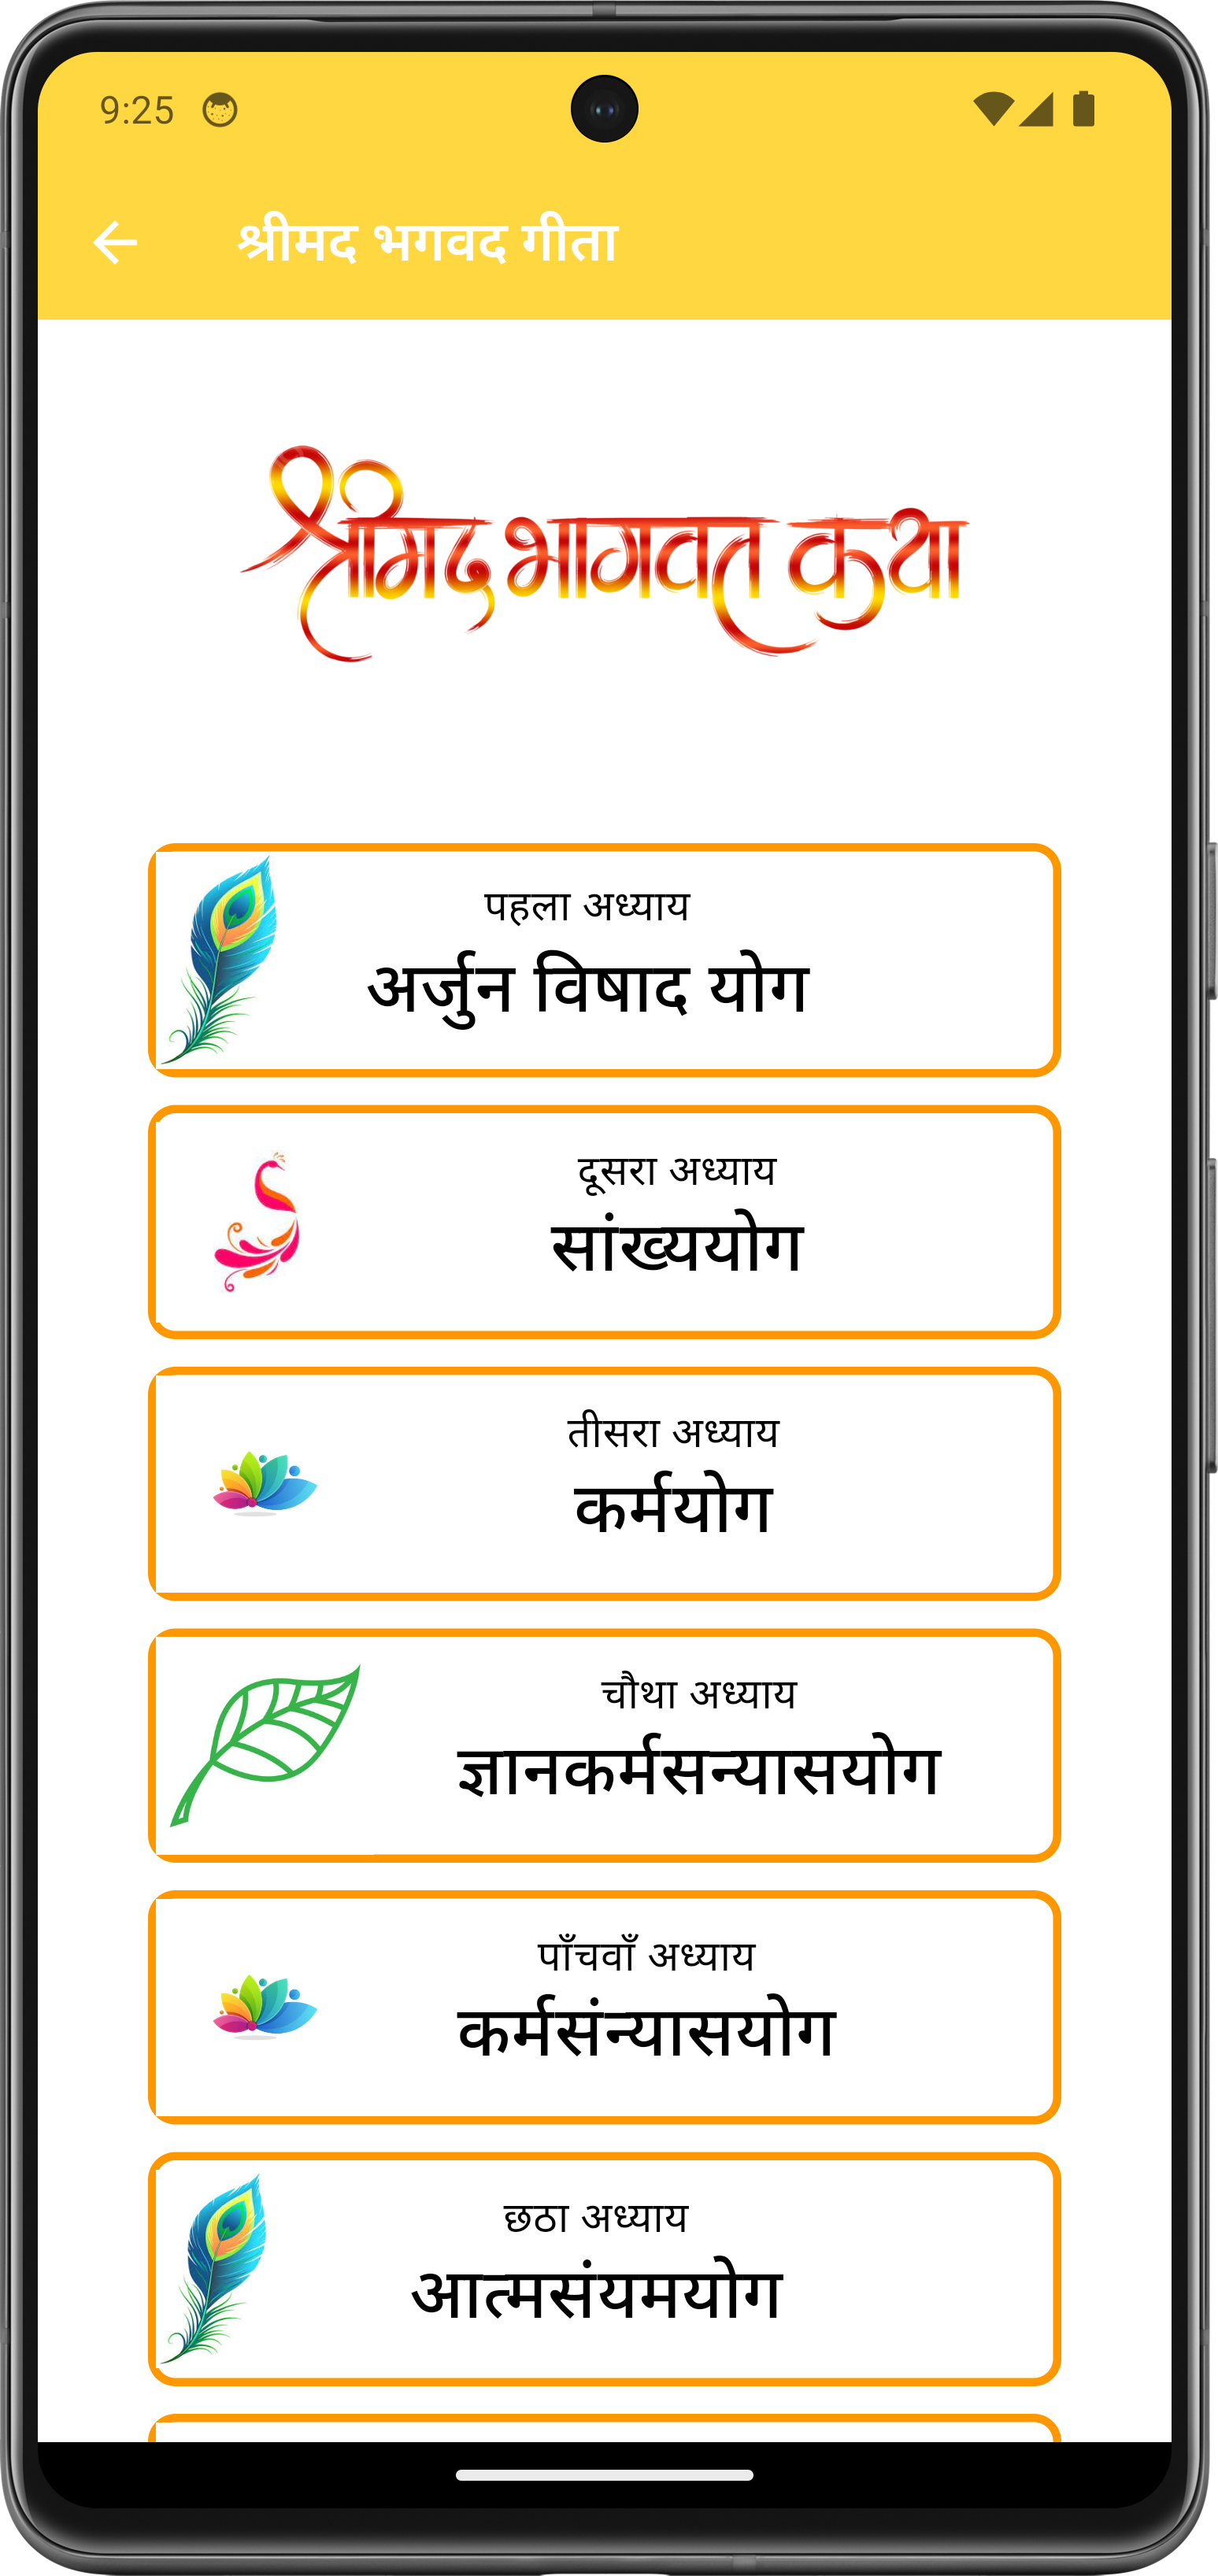 9:25
श्रीमद भगवद गीता
श्रीमद भागवत कथा
पहला अध्याय
अर्जुन विषाद योग
दूसरा अध्याय
सांख्ययोग
तीसरा अध्याय
कर्मयोग
चौथा अध्याय
ज्ञानकर्मसन्यासयोग
पाँचवाँ अध्याय
कर्मसंन्यासयोग
छठा अध्याय
आत्मसंयमयोग